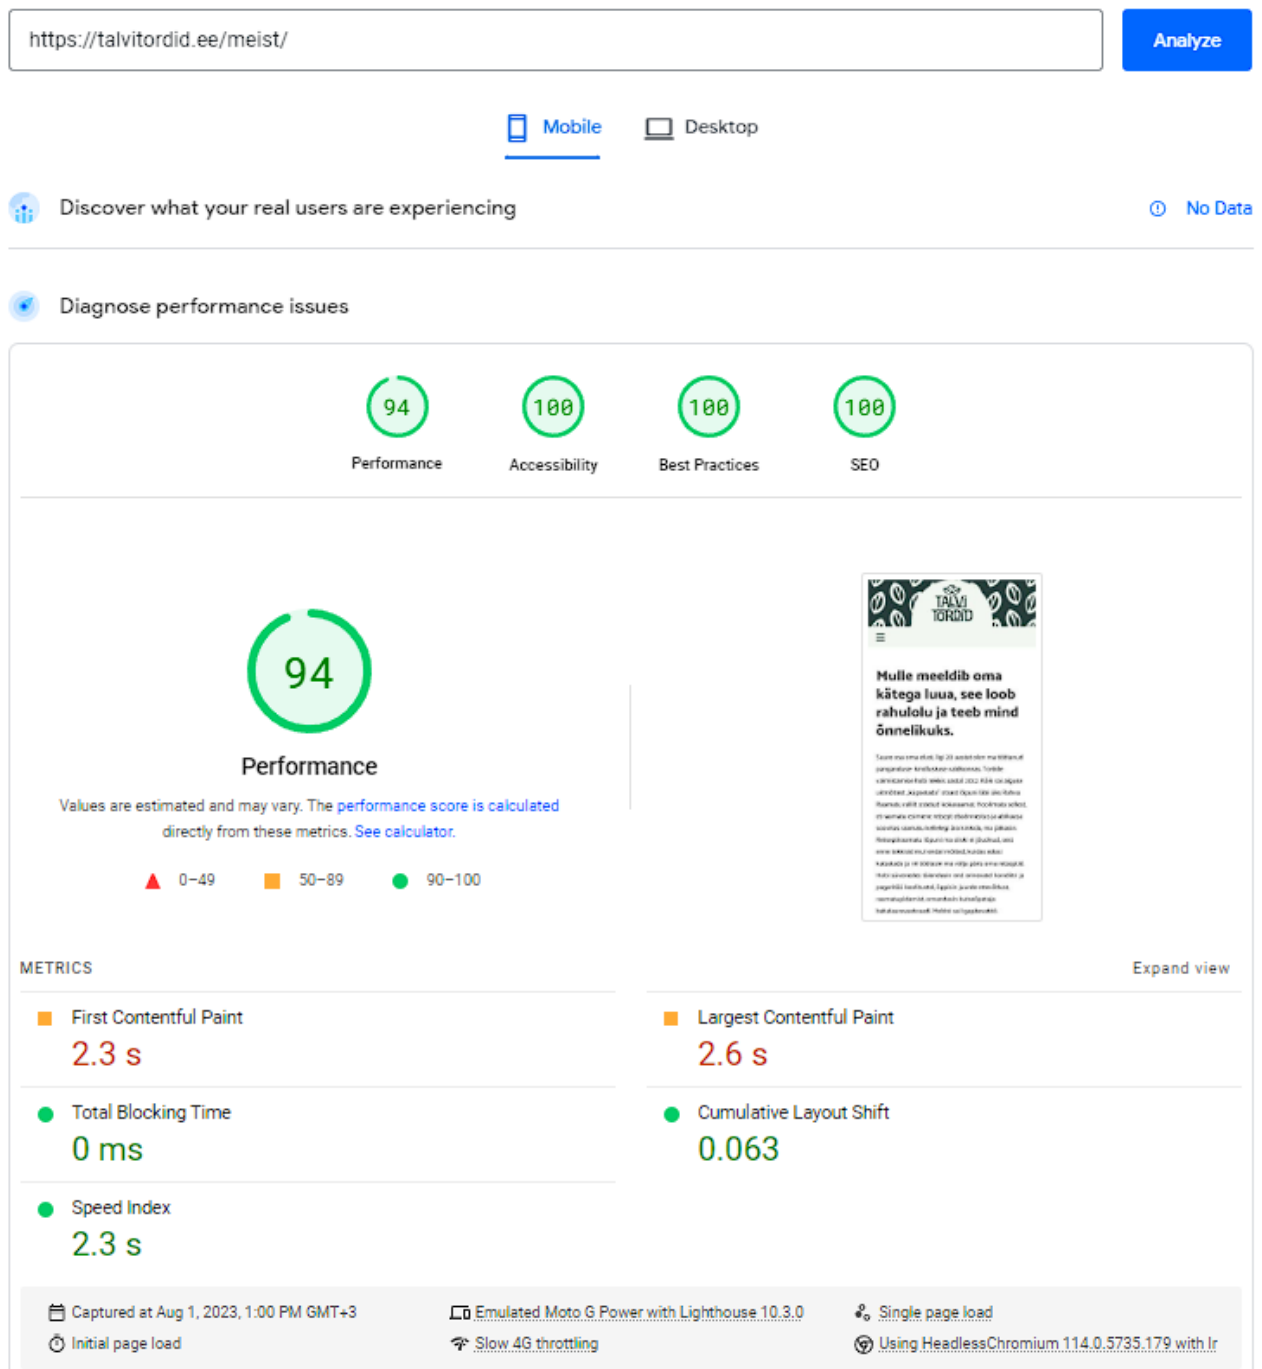 https://talvitordid.ee/meist/
Analyze
Mobile
Desktop
Discover what your real users are experiencing
No Data
Diagnose performance issues
94
100
100
100
Performance
Accessibility
Best Practices
SEO
94
Performance
Values are estimated and may vary. The performance score is calculated
directly from these metrics. See calculator.
0–49
50–89
90–100
TALVI
TORDID
Mulle meeldib oma
kätega luua, see loob
rahulolu ja teeb mind
õnnelikuks.
METRICS
Expand view
First Contentful Paint
2.3 s
Largest Contentful Paint
2.6 s
Total Blocking Time
0 ms
Cumulative Layout Shift
0.063
Speed Index
2.3 s
Captured at Aug 1, 2023, 1:00 PM GMT+3
Emulated Moto G Power with Lighthouse 10.3.0
Single page load
Initial page load
Slow 4G throttling
Using HeadlessChromium 114.0.5735.179 with lr